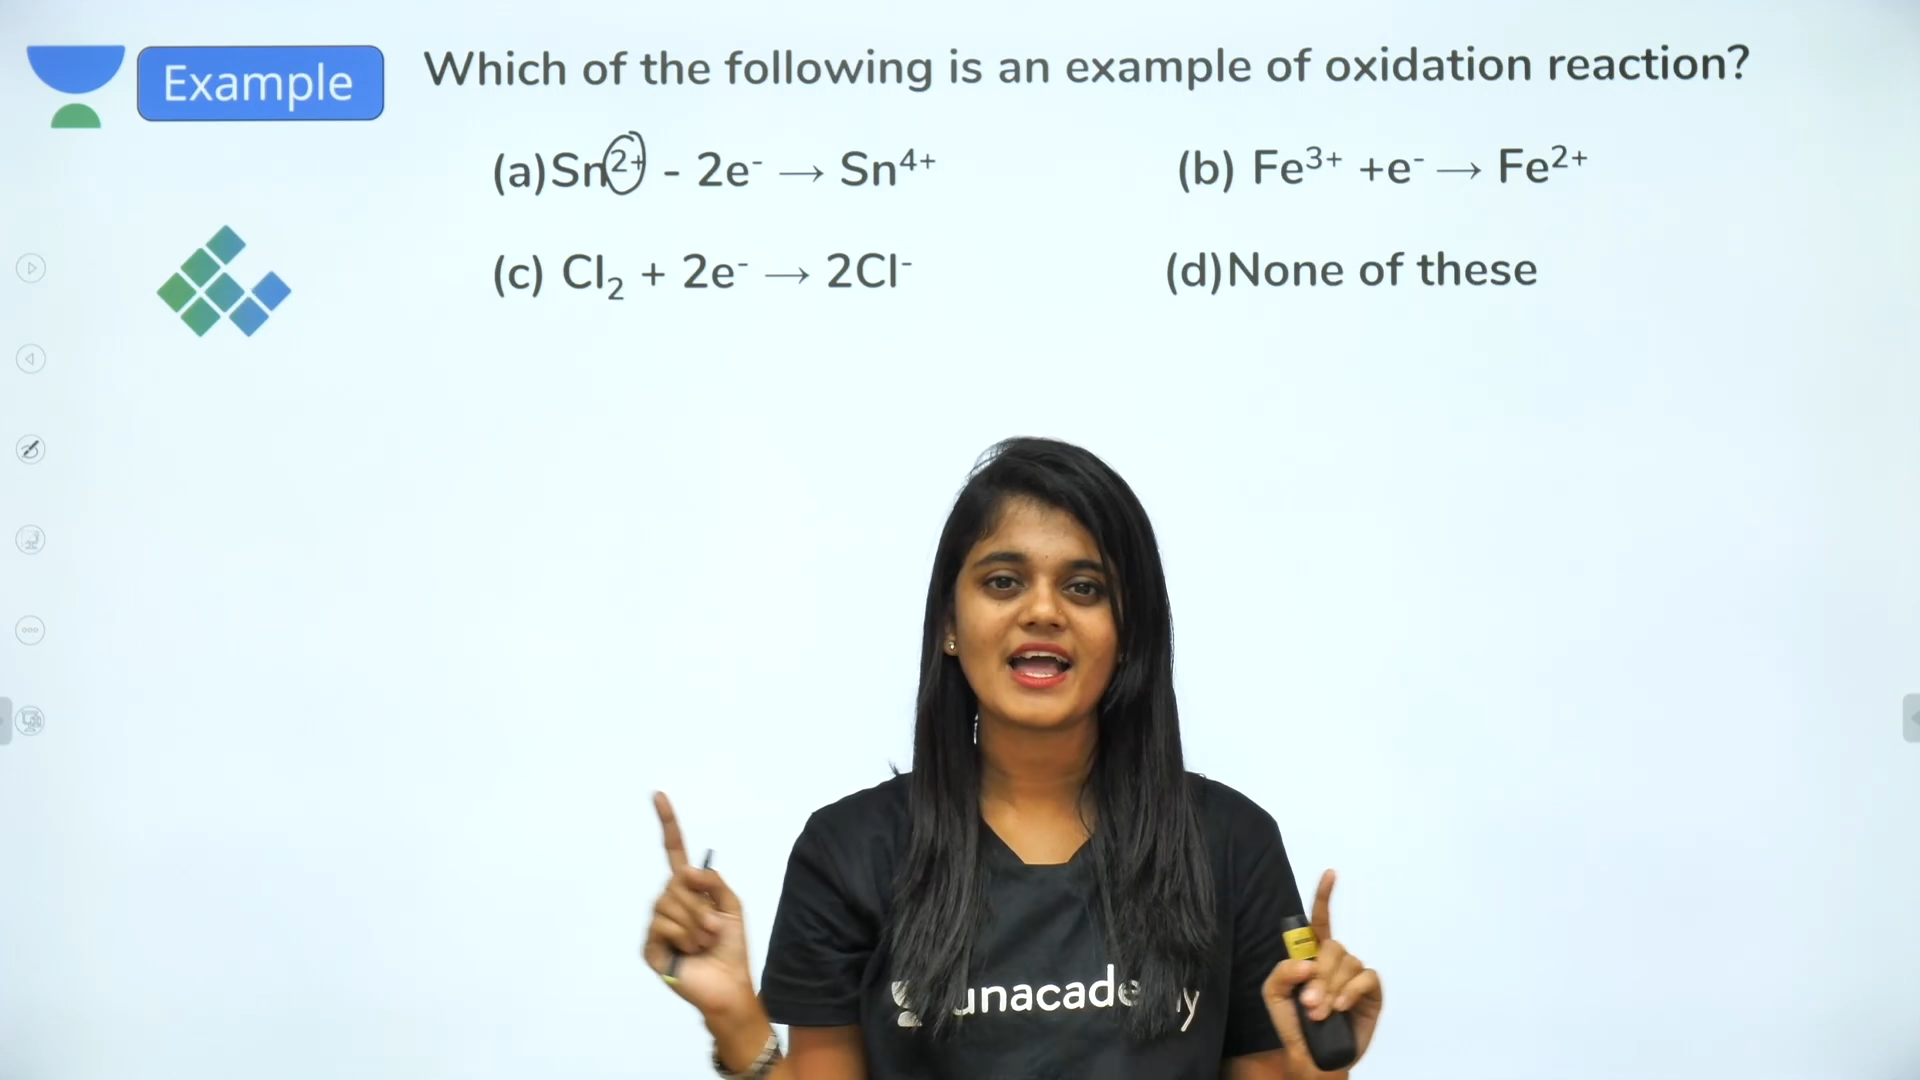 Example
Which of the following is an example of oxidation reaction?
(a)Sn²⁺ - 2e⁻ → Sn⁴⁺
(b) Fe³⁺ +e⁻ → Fe²⁺
(c) Cl₂ + 2e⁻ → 2Cl⁻
(d)None of these
unacade y